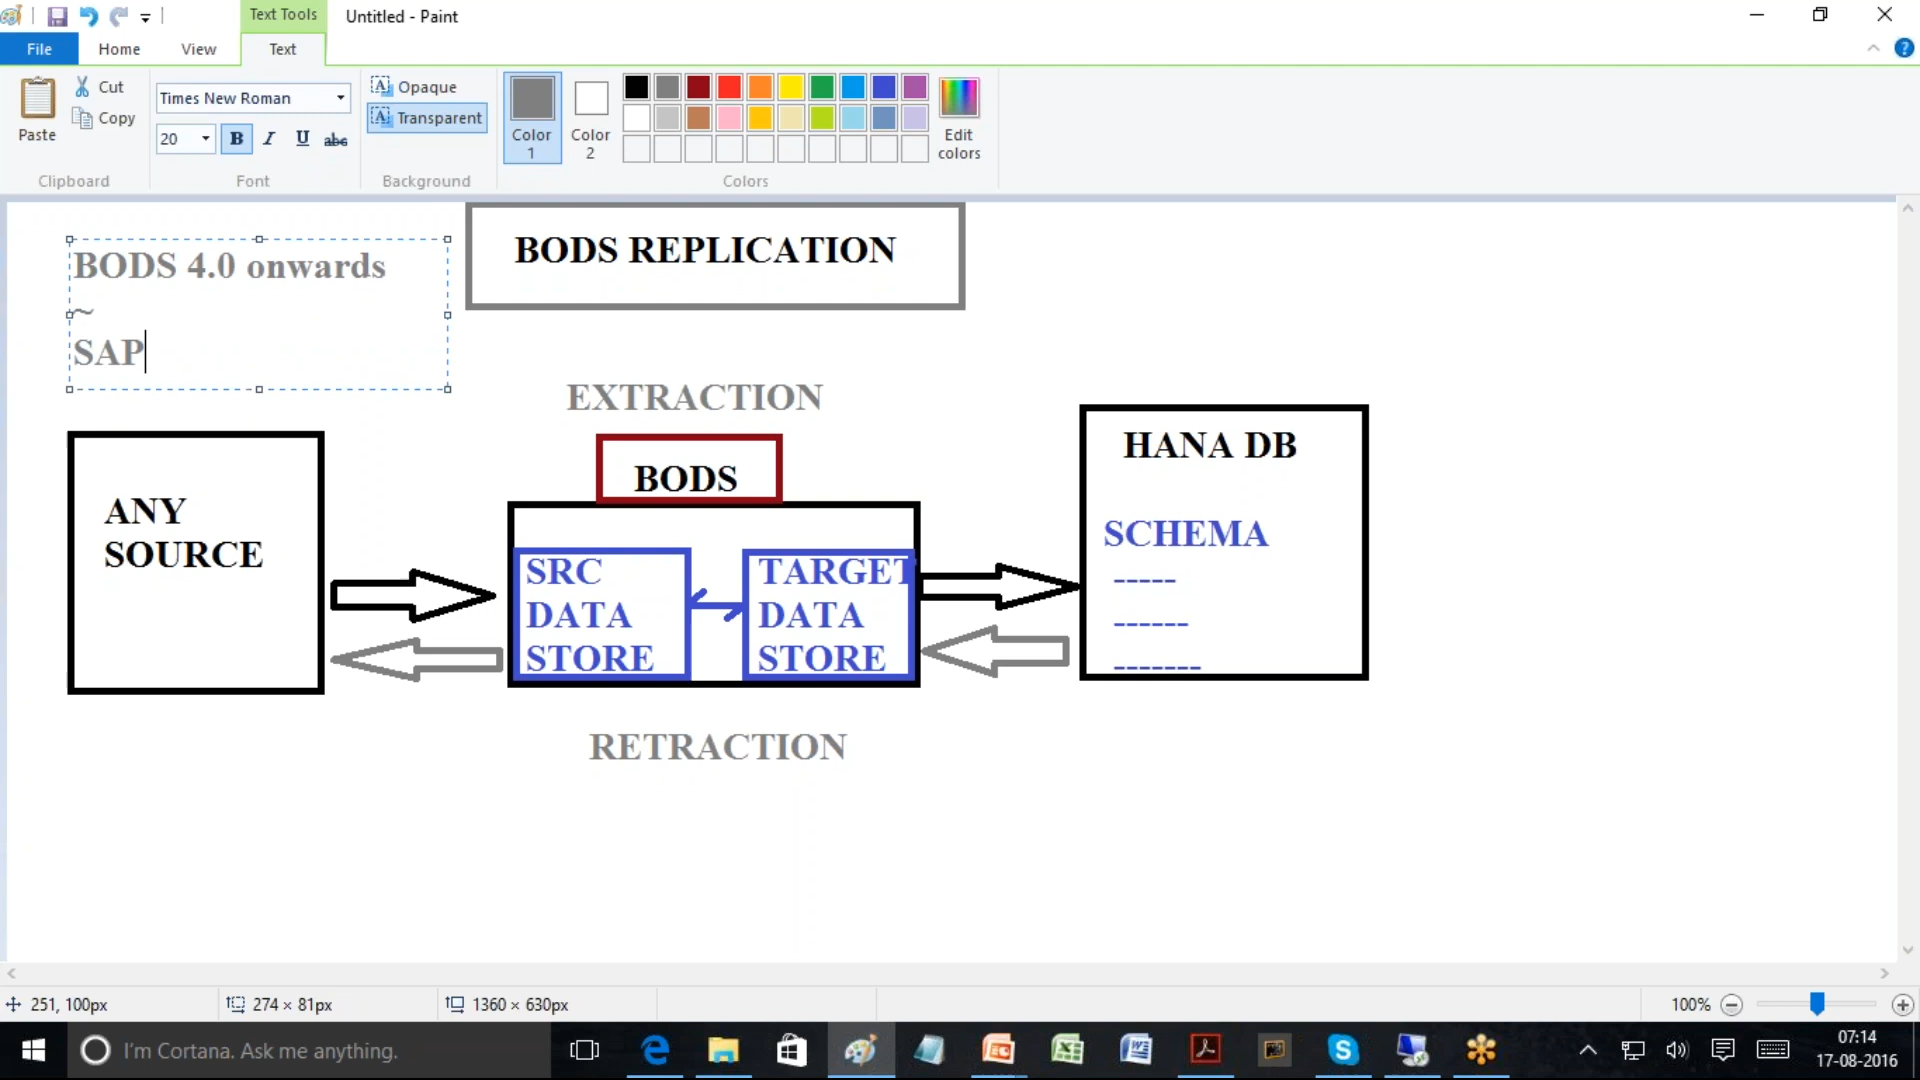 Text Tools
Untitled - Paint
File
Home
View
Text
Paste
Cut
Copy
Clipboard
Times New Roman
20
B
I
U
abc
Font
Opaque
Transparent
Background
Color 1
Color 2
Edit colors
Colors
BODS 4.0 onwards
~
SAP
BODS REPLICATION
EXTRACTION
BODS
ANY
SOURCE
SRC
DATA
STORE
TARGET
DATA
STORE
HANA DB
SCHEMA
-----
------
-------
RETRACTION
251, 100px
274 × 81px
1360 × 630px
100%
I'm Cortana. Ask me anything.
07:14
17-08-2016